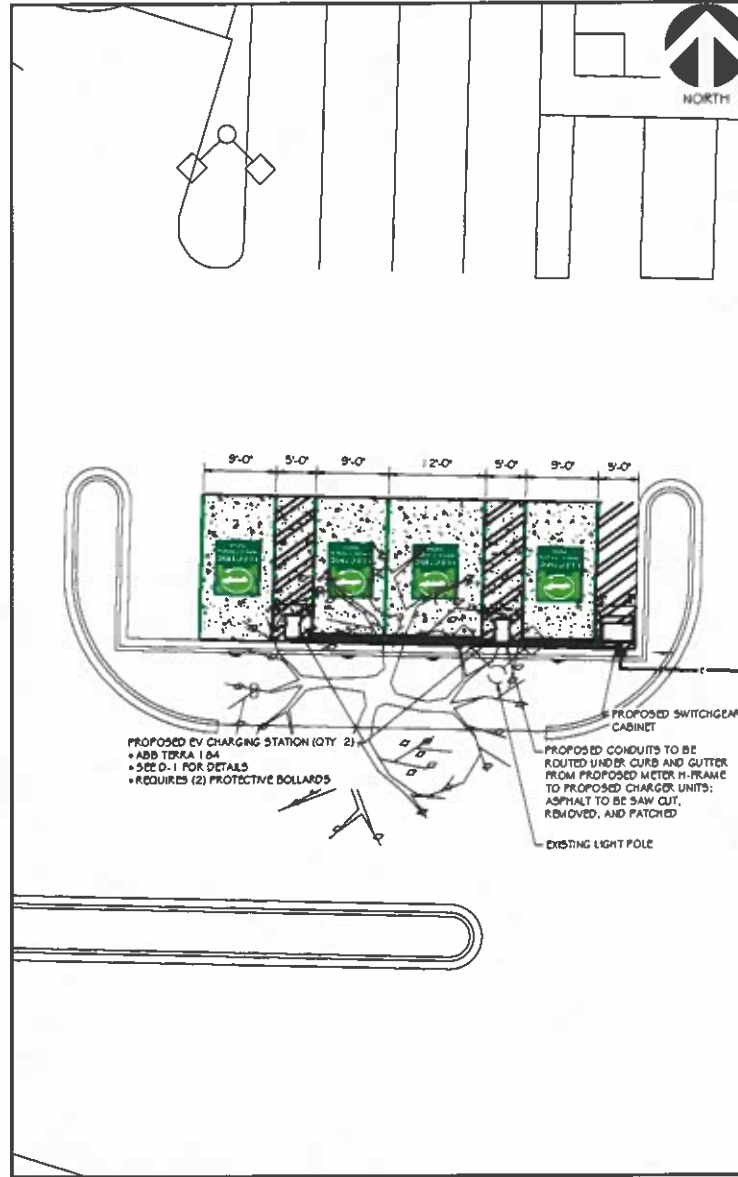 NORTH
9'-0" 5'-0" 9'-0" 12'-0" 5'-0" 9'-0" 5'-0"
PROPOSED EV CHARGING STATION (QTY 2)
• ABB TERRA 184
• SEE D-1 FOR DETAILS
• REQUIRES (2) PROTECTIVE BOLLARDS
PROPOSED SWITCHGEAR
CABINET
PROPOSED CONDUITS TO BE
ROUTED UNDER CURB AND GUTTER
FROM PROPOSED METER H-FRAME
TO PROPOSED CHARGER UNITS;
ASPHALT TO BE SAW CUT,
REMOVED, AND PATCHED
EXISTING LIGHT POLE